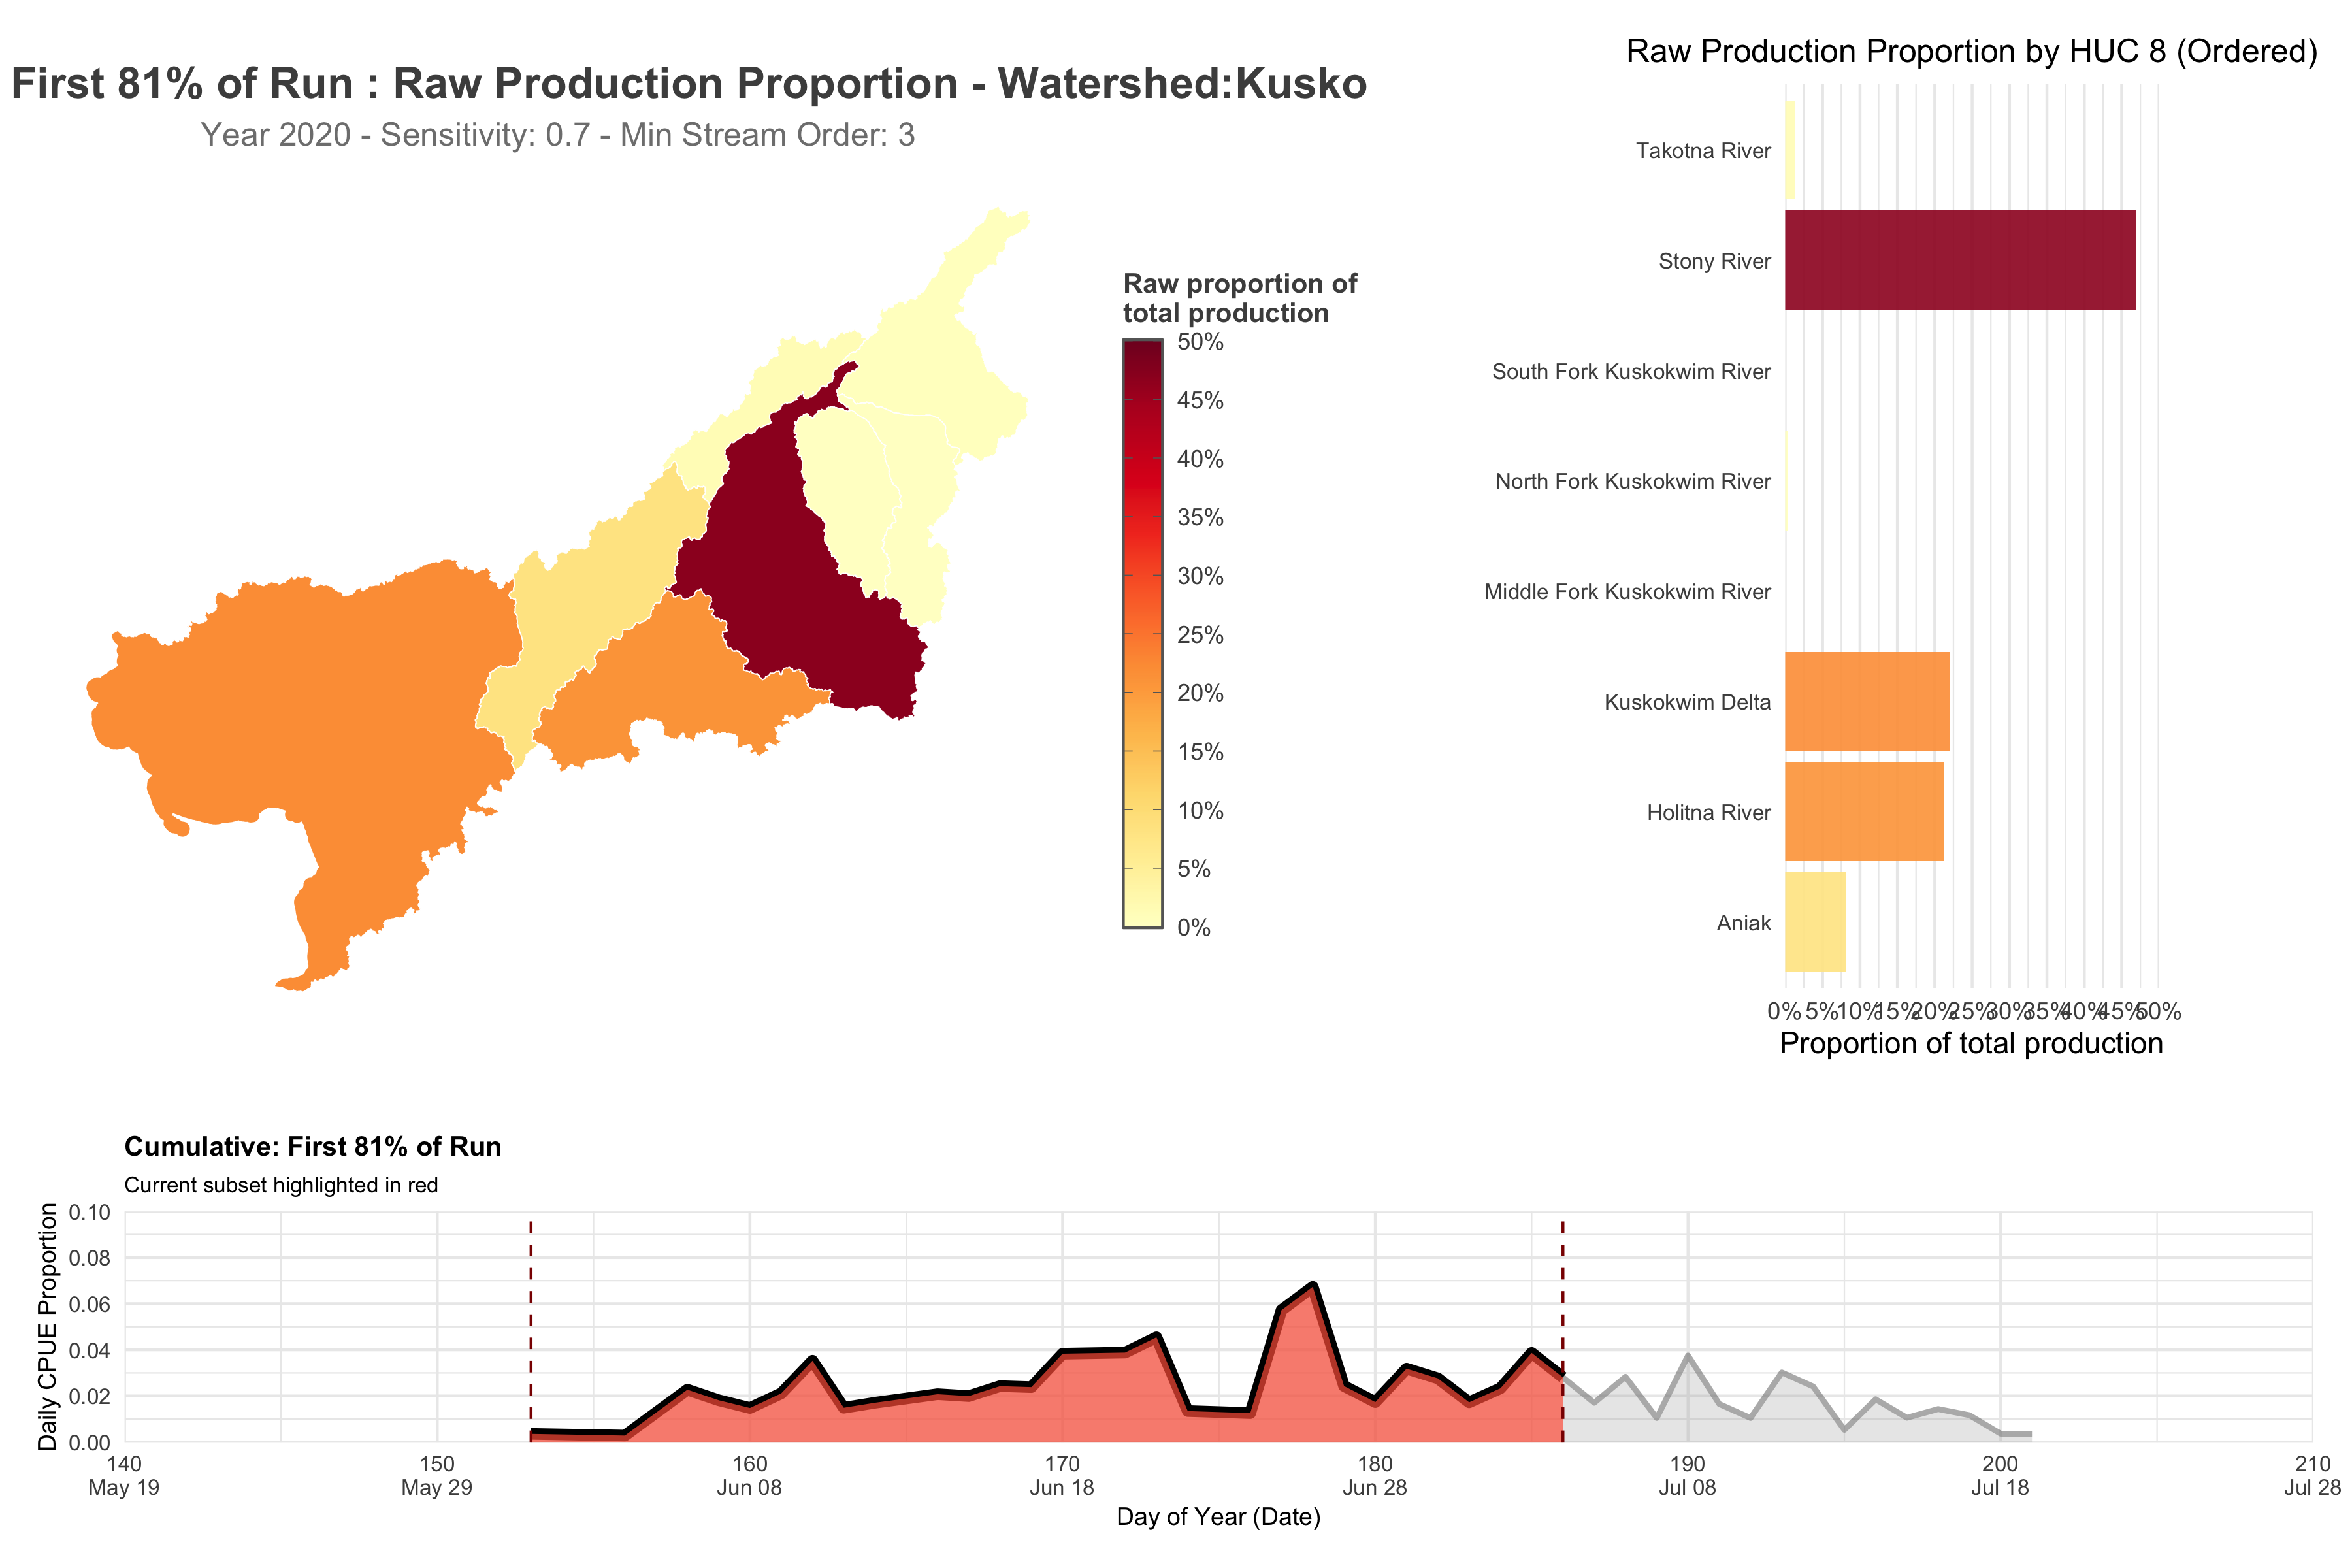 First 81% of Run : Raw Production Proportion - Watershed:Kusko
Year 2020 - Sensitivity: 0.7 - Min Stream Order: 3
Raw proportion of
total production
50%
45%
40%
35%
30%
25%
20%
15%
10%
5%
0%
Raw Production Proportion by HUC 8 (Ordered)
Takotna River
Stony River
South Fork Kuskokwim River
North Fork Kuskokwim River
Middle Fork Kuskokwim River
Kuskokwim Delta
Holitna River
Aniak
0% 5% 10% 15% 20% 25% 30% 35% 40% 45% 50%
Proportion of total production
Cumulative: First 81% of Run
Current subset highlighted in red
Daily CPUE Proportion
0.10
0.08
0.06
0.04
0.02
0.00
140 150 160 170 180 190 200 210
May 19 May 29 Jun 08 Jun 18 Jun 28 Jul 08 Jul 18 Jul 28
Day of Year (Date)